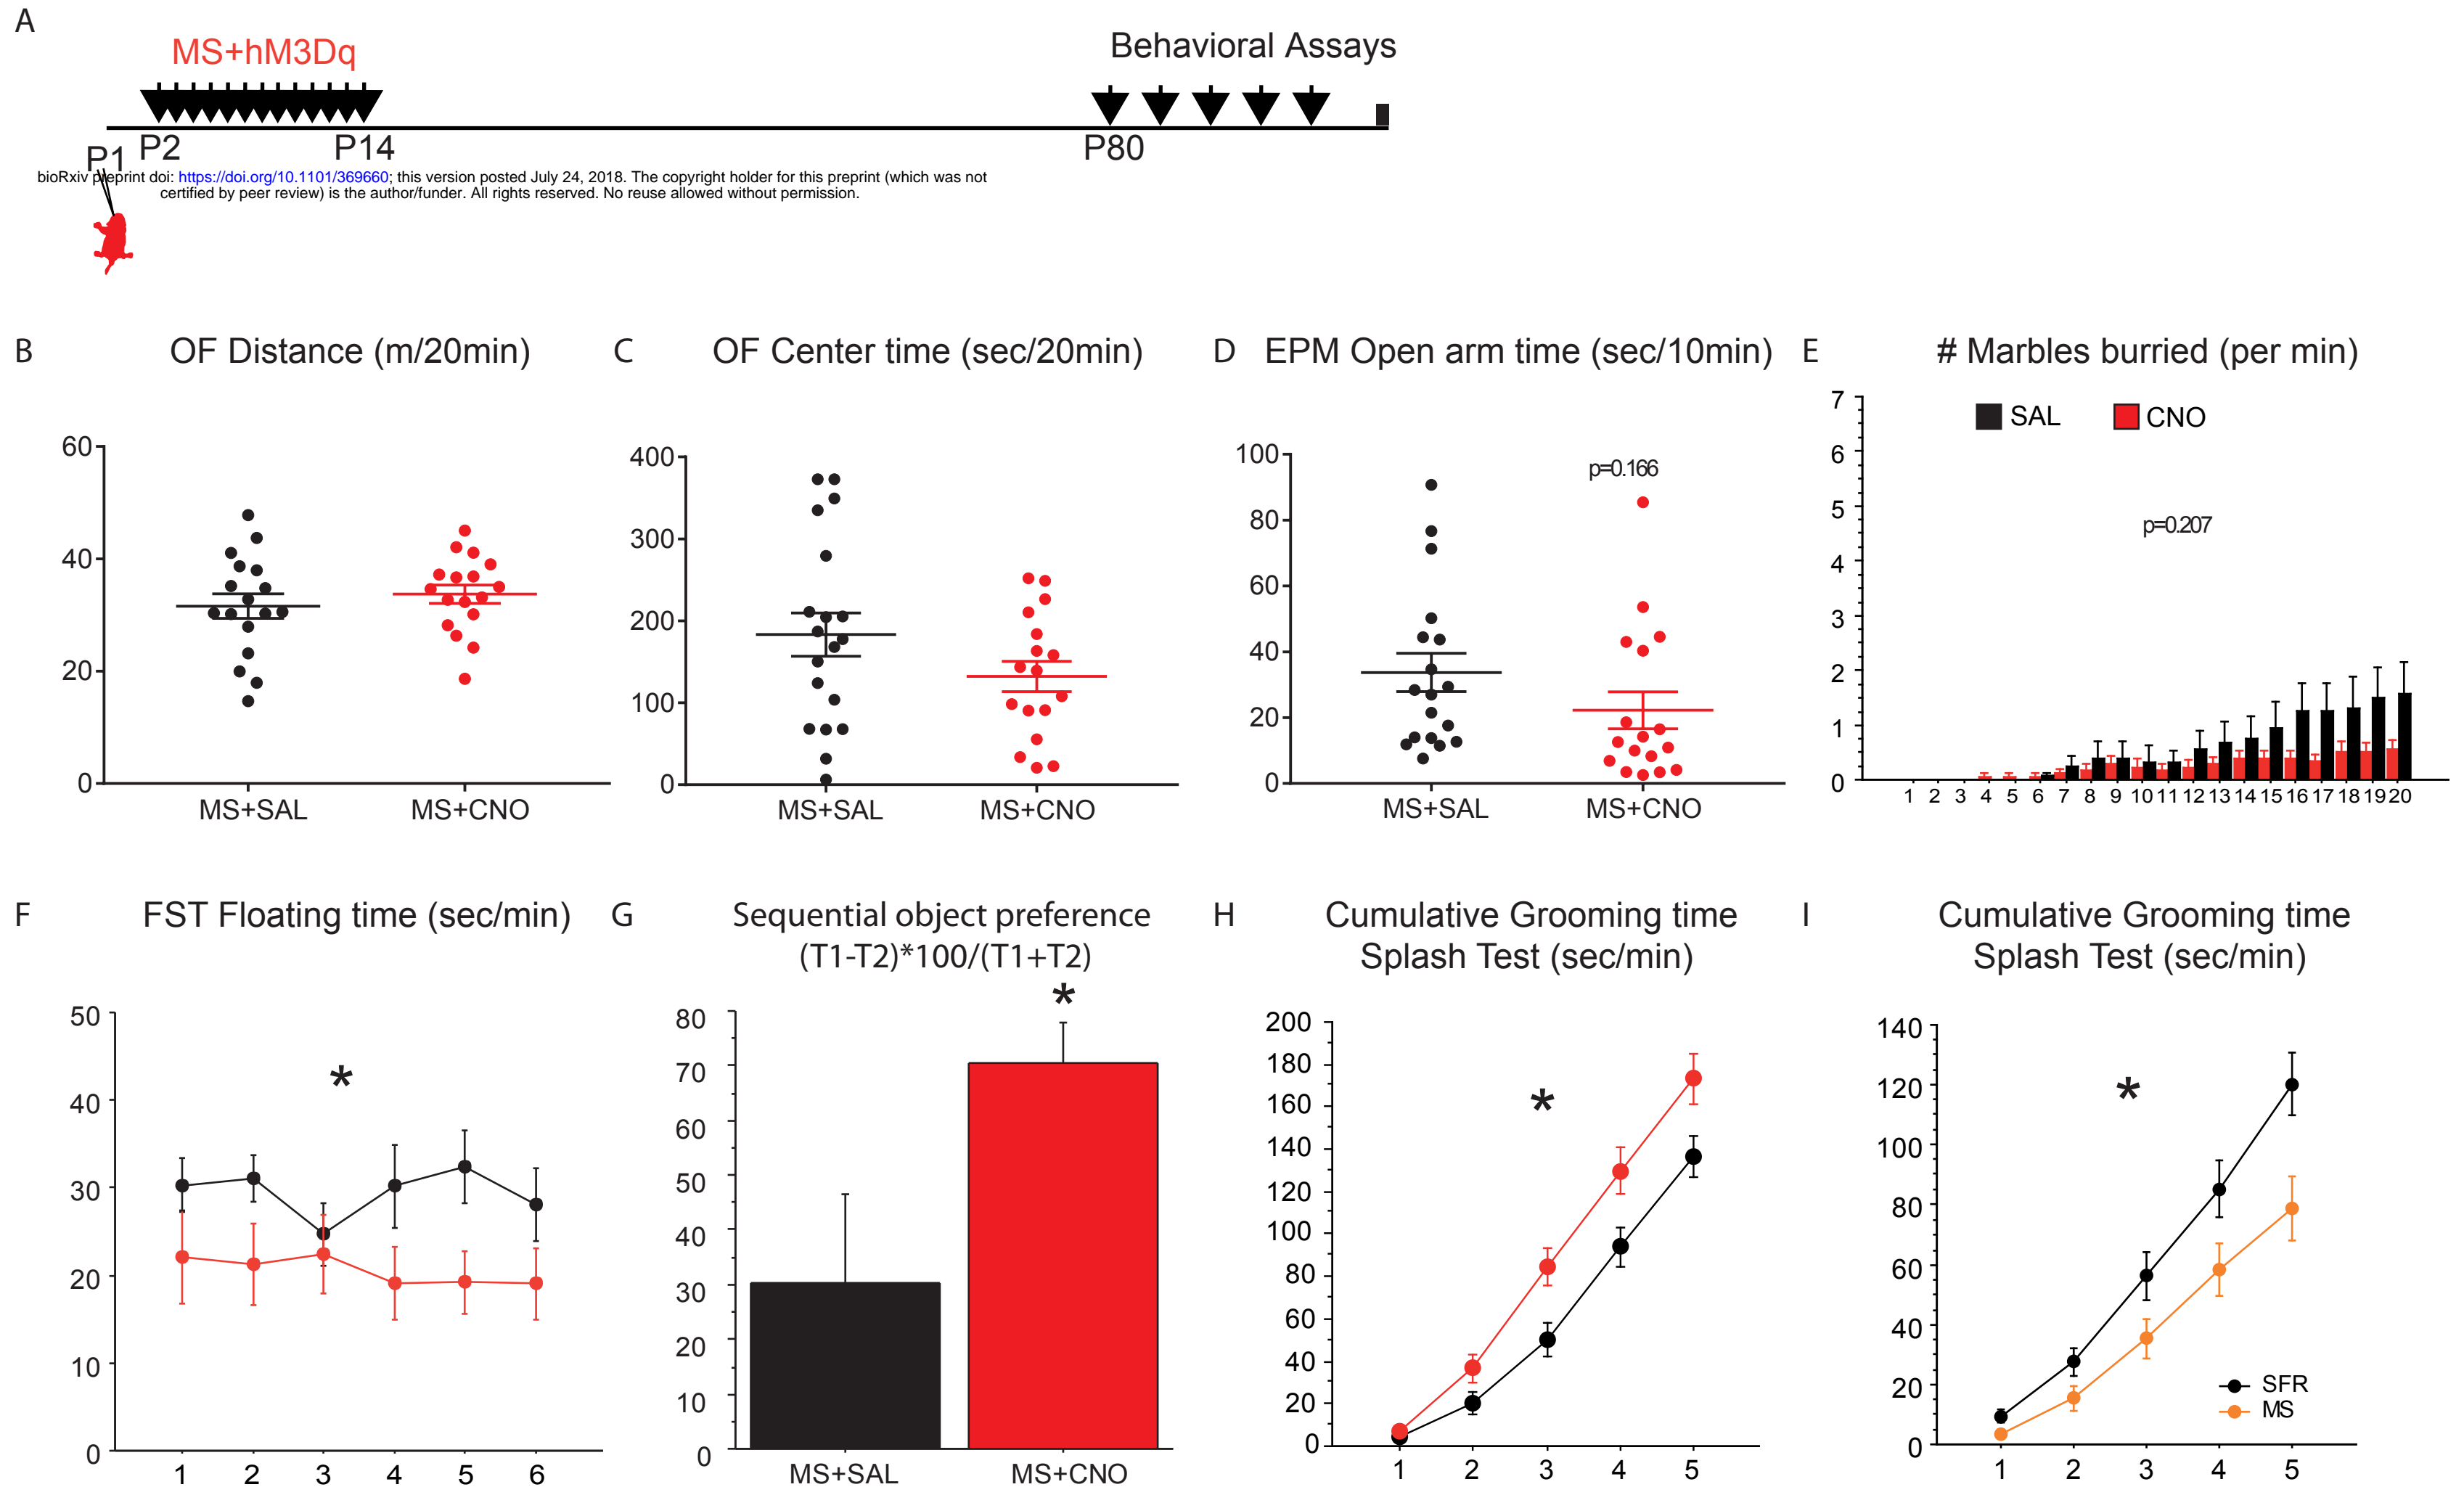 A
MS+hM3Dq
Behavioral Assays
P1
P2
P14
P80
bioRxiv preprint doi: https://doi.org/10.1101/369660; this version posted July 24, 2018. The copyright holder for this preprint (which was not
certified by peer review) is the author/funder. All rights reserved. No reuse allowed without permission.
B
OF Distance (m/20min)
60
40
20
0
MS+SAL
MS+CNO
C
OF Center time (sec/20min)
400
300
200
100
0
MS+SAL
MS+CNO
D
EPM Open arm time (sec/10min)
p=0.166
100
80
60
40
20
0
MS+SAL
MS+CNO
E
# Marbles burried (per min)
SAL
CNO
p=0.207
7
6
5
4
3
2
1
0
1 2 3 4 5 6 7 8 9 10 11 12 13 14 15 16 17 18 19 20
F
FST Floating time (sec/min)
*
50
40
30
20
10
0
1 2 3 4 5 6
G
Sequential object preference
(T1-T2)*100/(T1+T2)
*
80
70
60
50
40
30
20
10
0
MS+SAL
MS+CNO
H
Cumulative Grooming time
Splash Test (sec/min)
*
200
180
160
140
120
100
80
60
40
20
0
1 2 3 4 5
I
Cumulative Grooming time
Splash Test (sec/min)
*
140
120
100
80
60
40
20
0
SFR
MS
1 2 3 4 5